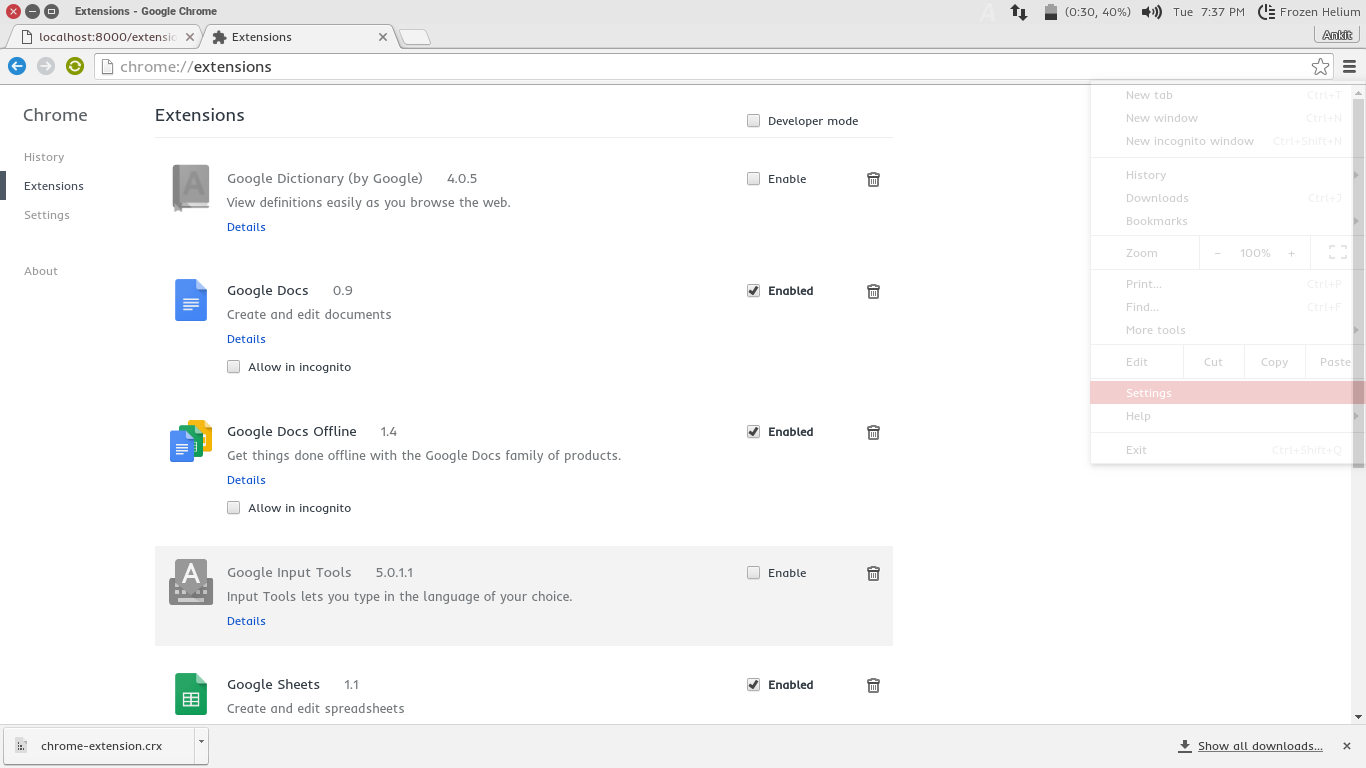 Extensions - Google Chrome
(0:30, 40%)
Tue 7:37 PM
Frozen Helium
localhost:8000/extensio
Extensions
Ankit
chrome://extensions
Chrome
History
Extensions
Settings
About
Extensions
Developer mode
Google Dictionary (by Google) 4.0.5
Enable
View definitions easily as you browse the web.
Details
Google Docs 0.9
Enabled
Create and edit documents
Details
Allow in incognito
Google Docs Offline 1.4
Enabled
Get things done offline with the Google Docs family of products.
Details
Allow in incognito
Google Input Tools 5.0.1.1
Enable
Input Tools lets you type in the language of your choice.
Details
Google Sheets 1.1
Enabled
Create and edit spreadsheets
New tab Ctrl+T
New window Ctrl+N
New incognito window Ctrl+Shift+N
History
Downloads Ctrl+J
Bookmarks
Zoom − 100% +
Print... Ctrl+P
Find... Ctrl+F
More tools
Edit Cut Copy Paste
Settings
Help
Exit Ctrl+Shift+Q
chrome-extension.crx
Show all downloads...